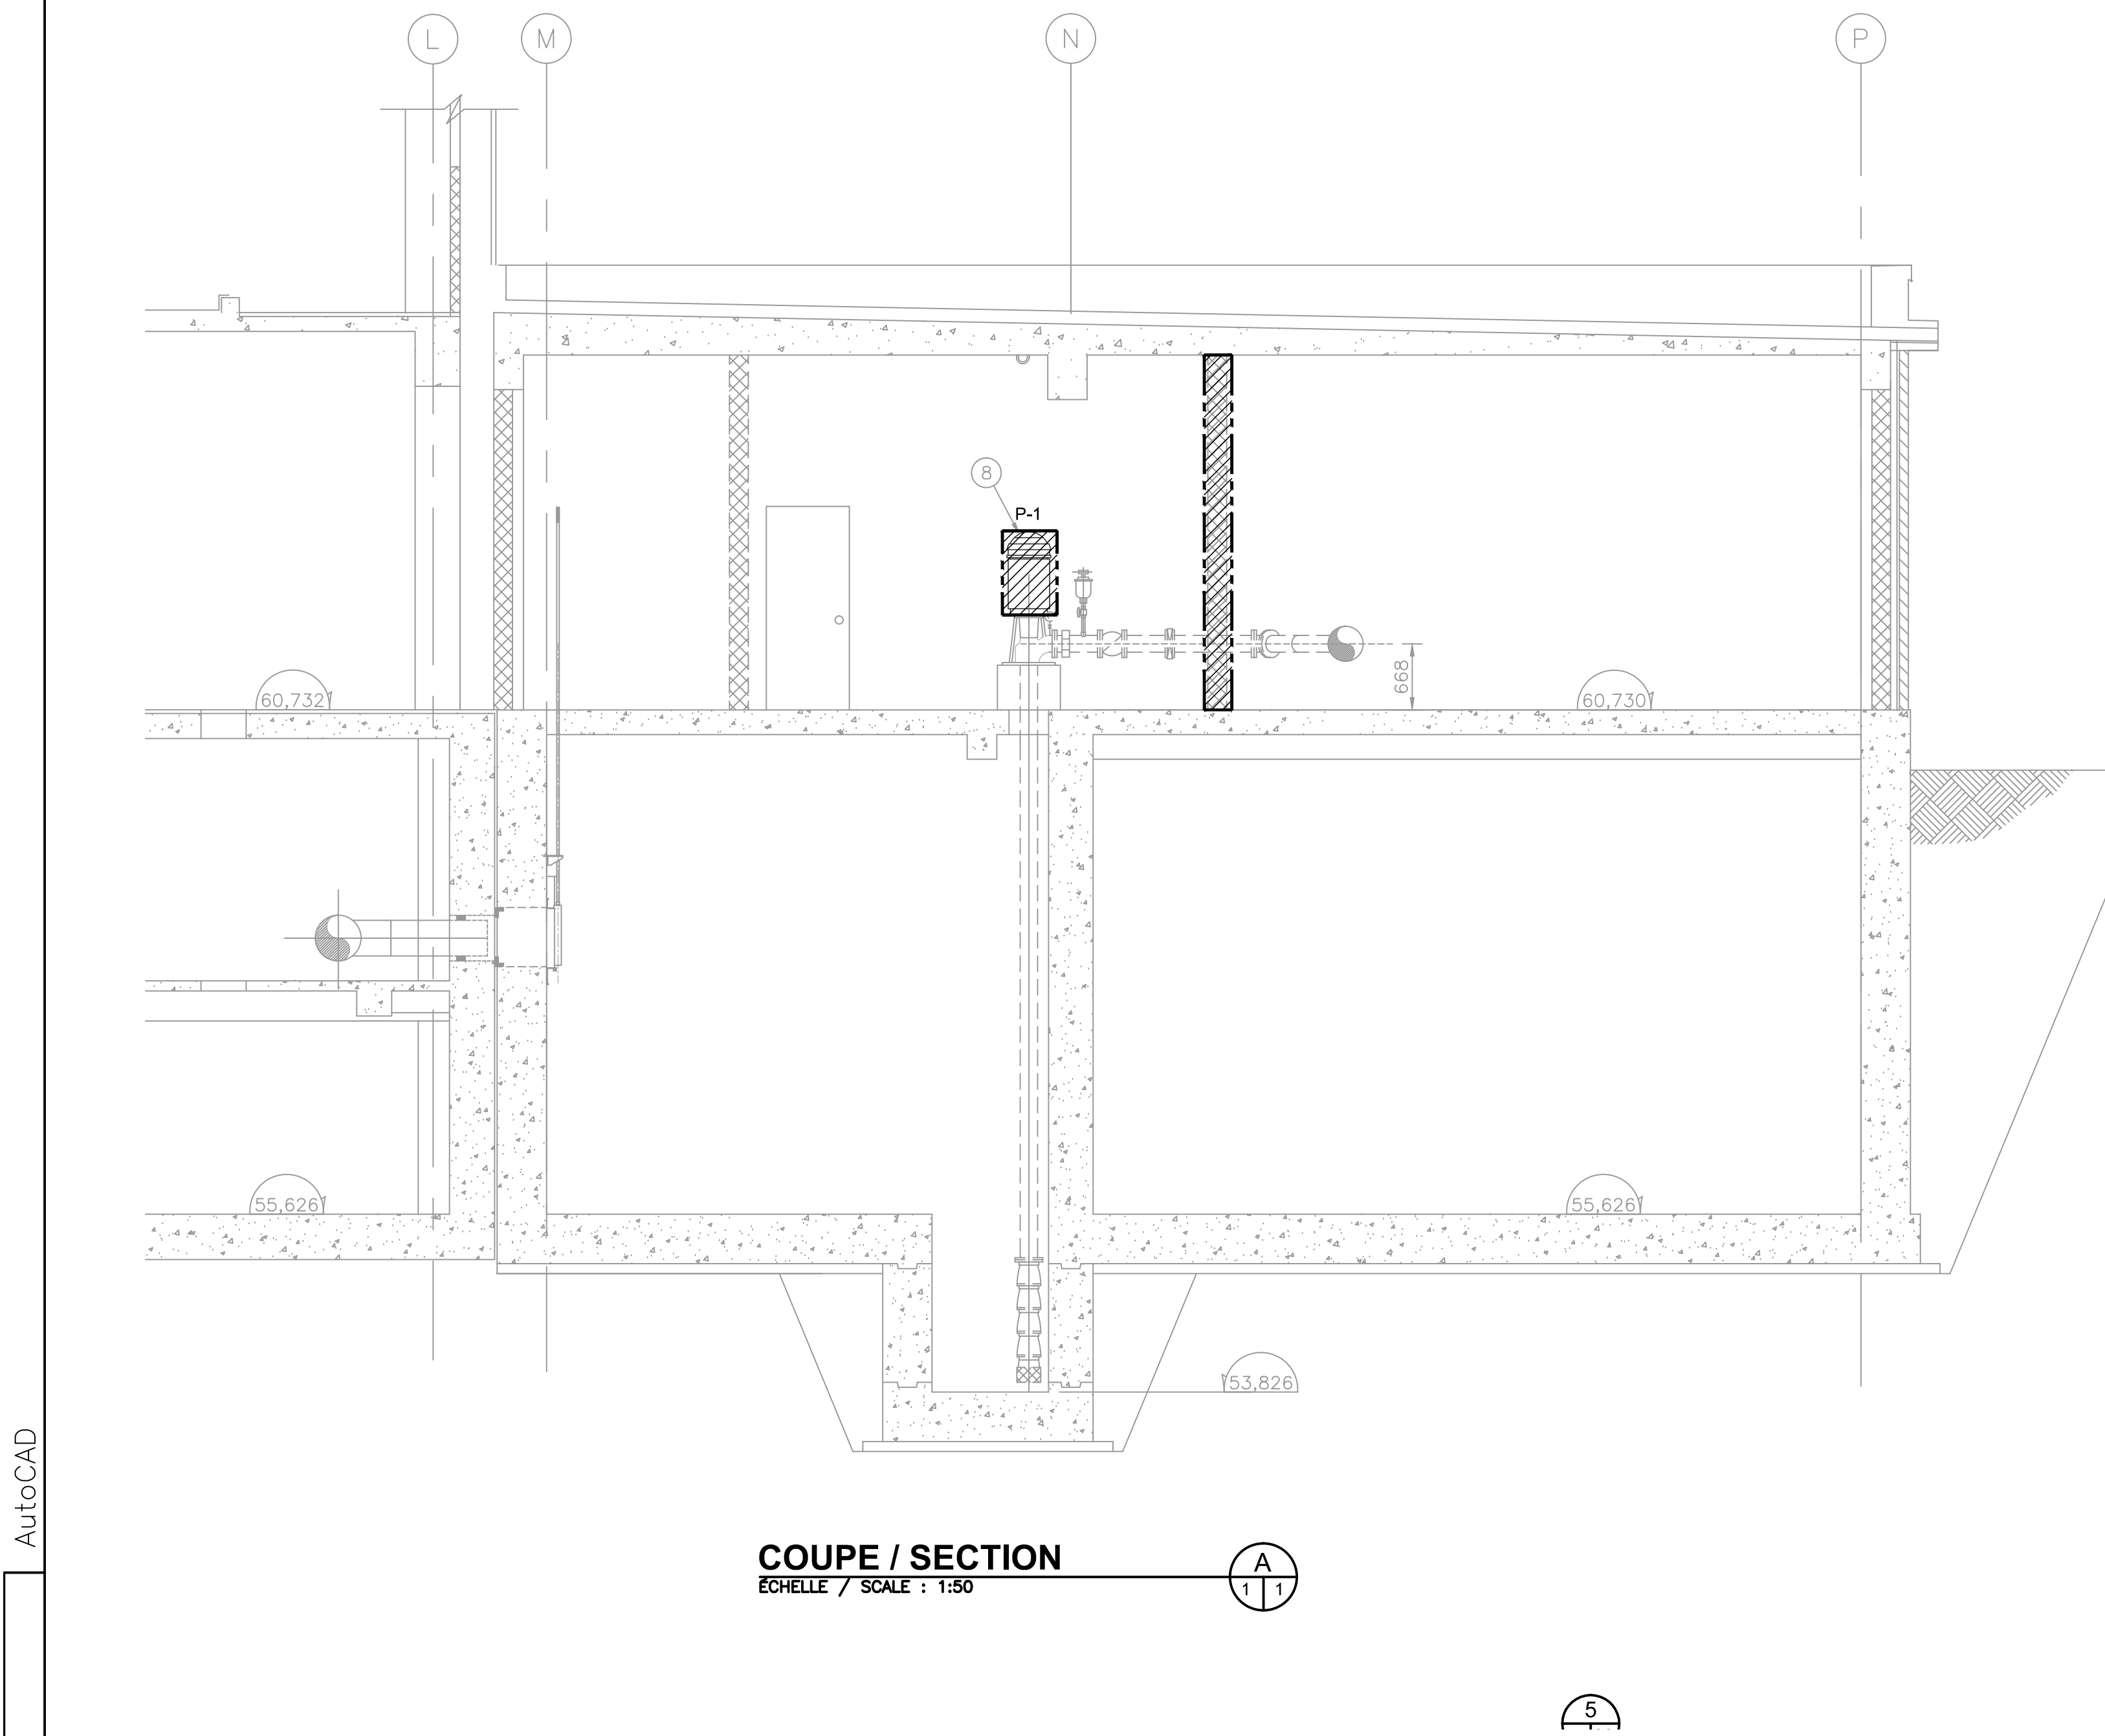 L
M
N
P
8
P-1
668
60,732
60,730
55,626
55,626
53,826
AutoCAD
COUPE / SECTION
ÉCHELLE / SCALE : 1:50
A
1 1
5